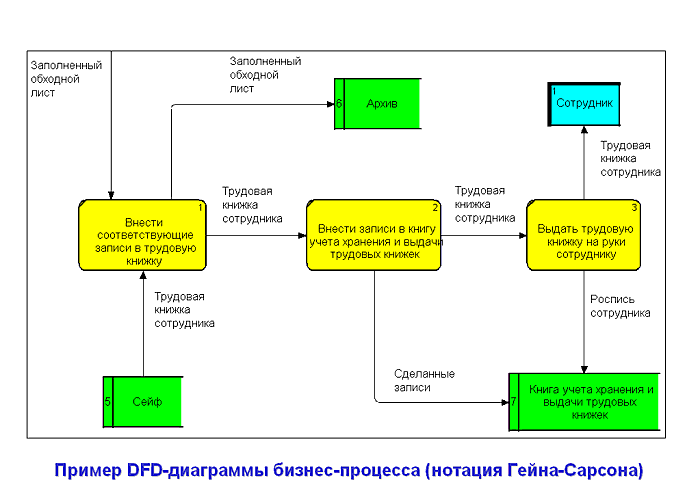 Заполненный
обходной
лист
Заполненный
обходной
лист
6
Архив
1
Сотрудник
Трудовая
книжка
сотрудника
1
Внести
соответствующие
записи в трудовую
книжку
Трудовая
книжка
сотрудника
2
Внести записи в книгу
учета хранения и выдачи
трудовых книжек
Трудовая
книжка
сотрудника
3
Выдать трудовую
книжку на руки
сотруднику
Трудовая
книжка
сотрудника
Роспись
сотрудника
Сделанные
записи
5
Сейф
7
Книга учета хранения и
выдачи трудовых
книжек
Пример DFD-диаграммы бизнес-процесса (нотация Гейна-Сарсона)